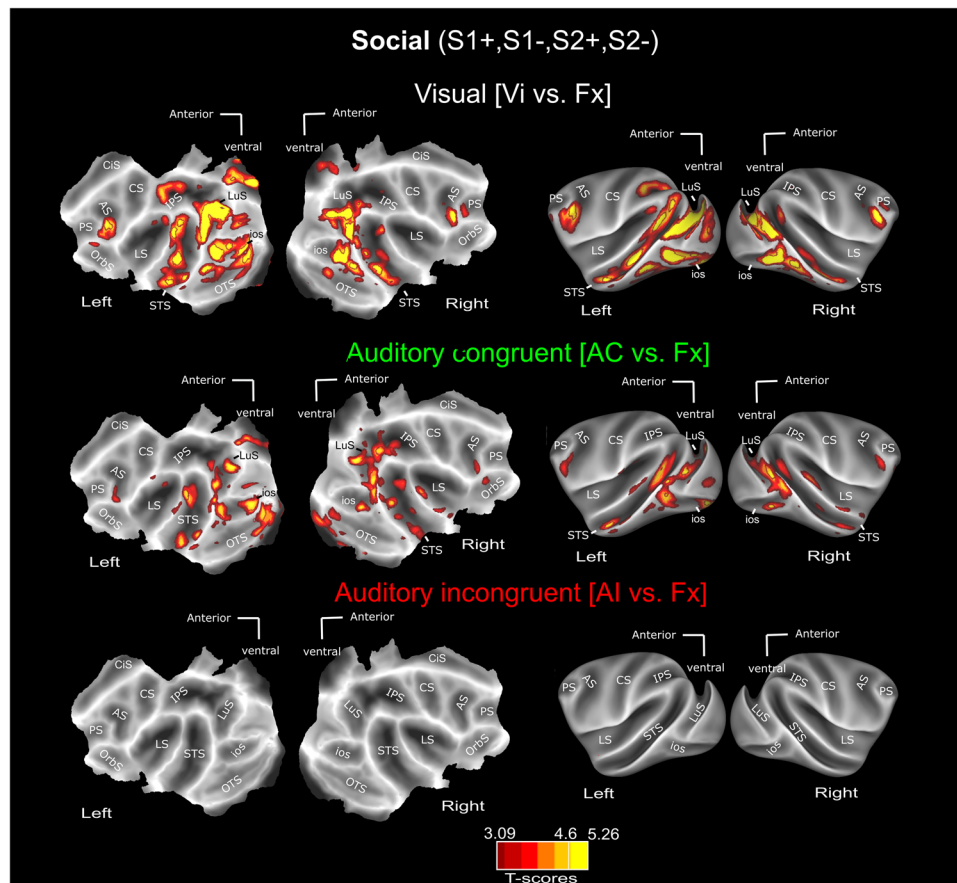 Social (S1+,S1-,S2+,S2-)
Visual [Vi vs. Fx]
Anterior
ventral
CiS
CS
IPS
LuS
AS
PS
LS
ios
OrbS
OTS
STS
Left
Anterior
ventral
CiS
LuS
IPS
CS
AS
PS
ios
LS
OrbS
OTS
STS
Right
Anterior
ventral
LuS
PS
AS
CS
LS
ios
STS
Left
Anterior
ventral
LuS
IPS
CS
AS
PS
LS
ios
STS
Right
Auditory congruent [AC vs. Fx]
Anterior
ventral
CiS
CS
IPS
LuS
AS
PS
LS
ios
OrbS
STS
OTS
Left
Anterior
ventral
CiS
LuS
IPS
CS
AS
PS
ios
LS
OrbS
OTS
STS
Right
Anterior
ventral
LuS
PS
AS
CS
IPS
LS
ios
STS
Left
Anterior
ventral
LuS
IPS
CS
AS
PS
LS
ios
STS
Right
Auditory incongruent [AI vs. Fx]
Anterior
ventral
CiS
CS
IPS
LuS
AS
PS
LS
STS
ios
OrbS
OTS
Left
Anterior
ventral
CiS
LuS
IPS
CS
AS
PS
ios
STS
LS
OrbS
OTS
Right
Anterior
ventral
PS
AS
CS
IPS
LuS
STS
LS
ios
Left
Anterior
ventral
IPS
CS
AS
PS
LuS
STS
LS
ios
Right
3.09 4.6 5.26
T-scores